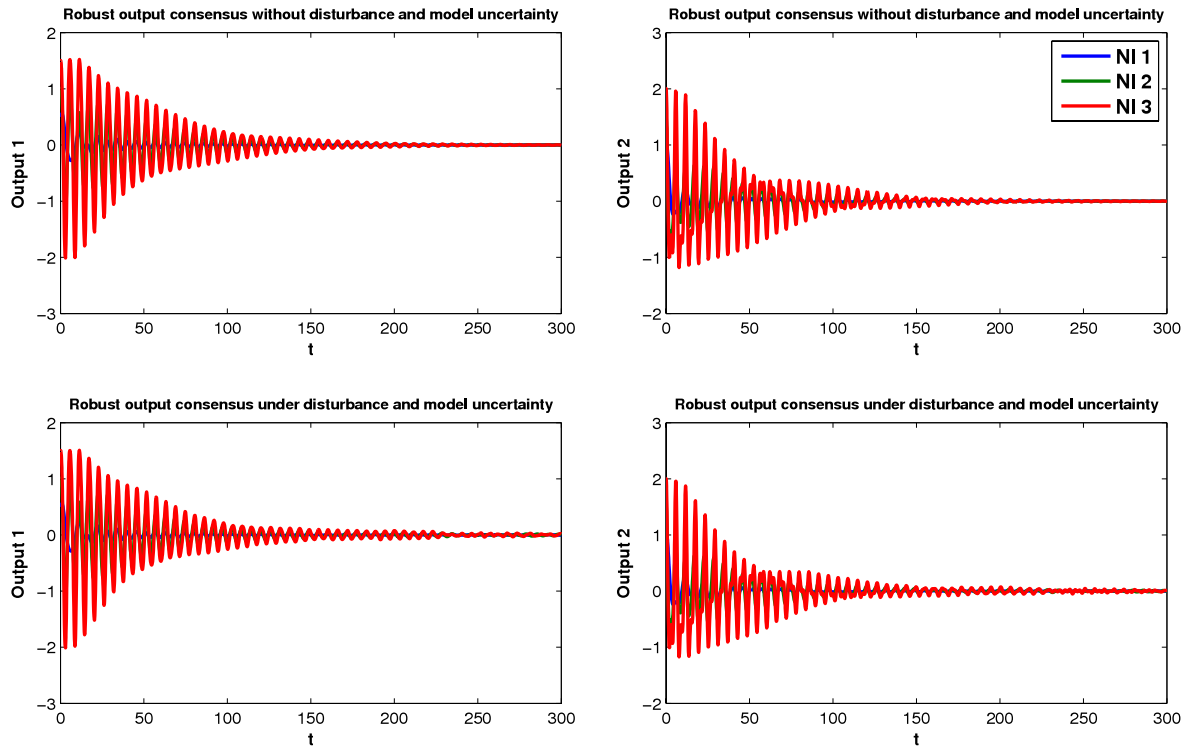 Robust output consensus without disturbance and model uncertainty
2
1
0
−1
−2
−3
Output 1
0 50 100 150 200 250 300
t
Robust output consensus without disturbance and model uncertainty
3
2
1
0
−1
−2
Output 2
NI 1
NI 2
NI 3
0 50 100 150 200 250 300
t
Robust output consensus under disturbance and model uncertainty
2
1
0
−1
−2
−3
Output 1
0 50 100 150 200 250 300
t
Robust output consensus under disturbance and model uncertainty
3
2
1
0
−1
−2
Output 2
0 50 100 150 200 250 300
t